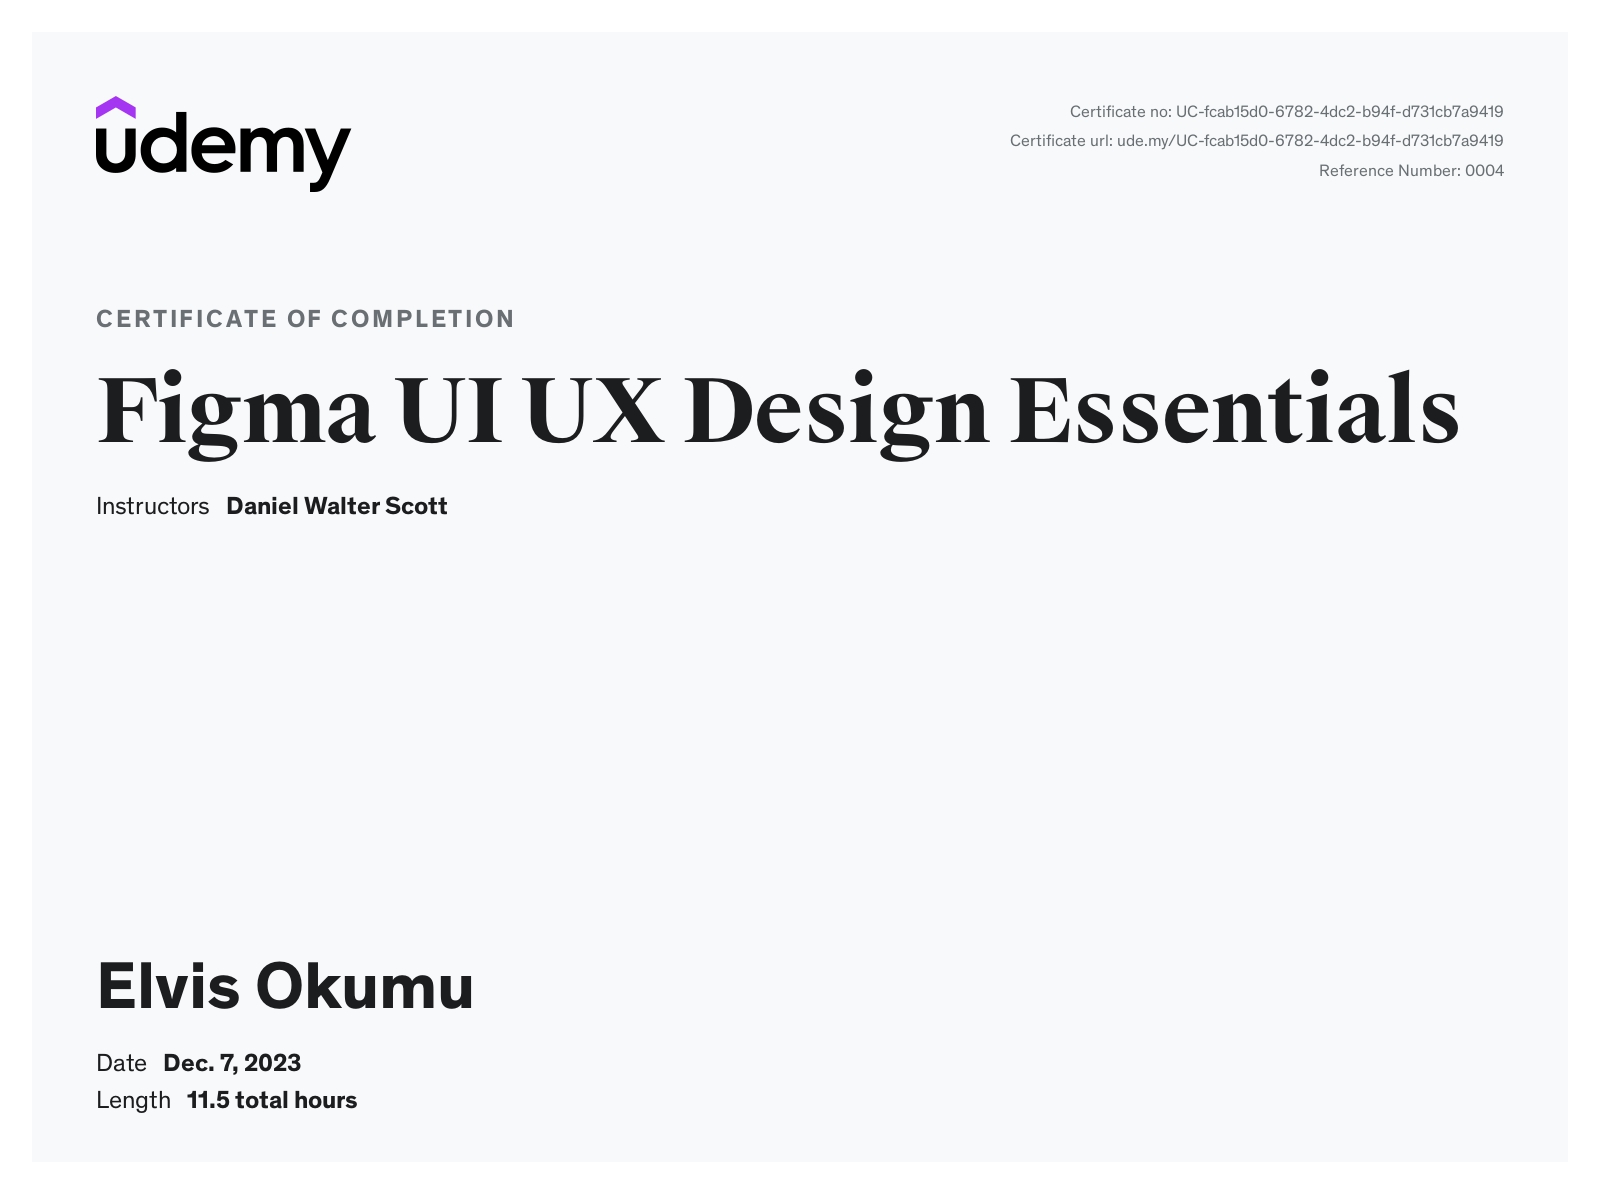 udemy
Certificate no: UC-fcab15d0-6782-4dc2-b94f-d731cb7a9419
Certificate url: ude.my/UC-fcab15d0-6782-4dc2-b94f-d731cb7a9419
Reference Number: 0004
CERTIFICATE OF COMPLETION
Figma UI UX Design Essentials
Instructors Daniel Walter Scott
Elvis Okumu
Date Dec. 7, 2023
Length 11.5 total hours